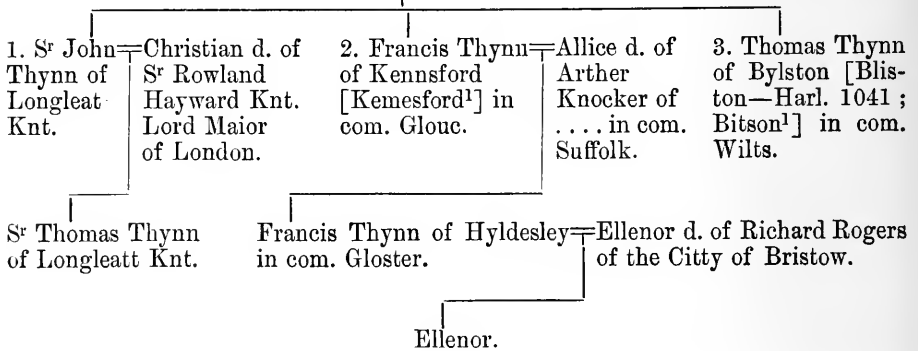 1. Sʳ John
Thynn of
Longleat
Knt.
Christian d. of
Sʳ Rowland
Hayward Knt.
Lord Maior
of London.
2. Francis Thynn
of Kennsford
[Kemesford¹] in
com. Glouc.
Allice d. of
Arther
Knocker of
. . . . in com.
Suffolk.
3. Thomas Thynn
of Bylston [Blis-
ton—Harl. 1041 ;
Bitson¹] in com.
Wilts.
Sʳ Thomas Thynn
of Longleatt Knt.
Francis Thynn of Hyldesley
in com. Gloster.
Ellenor d. of Richard Rogers
of the Citty of Bristow.
Ellenor.